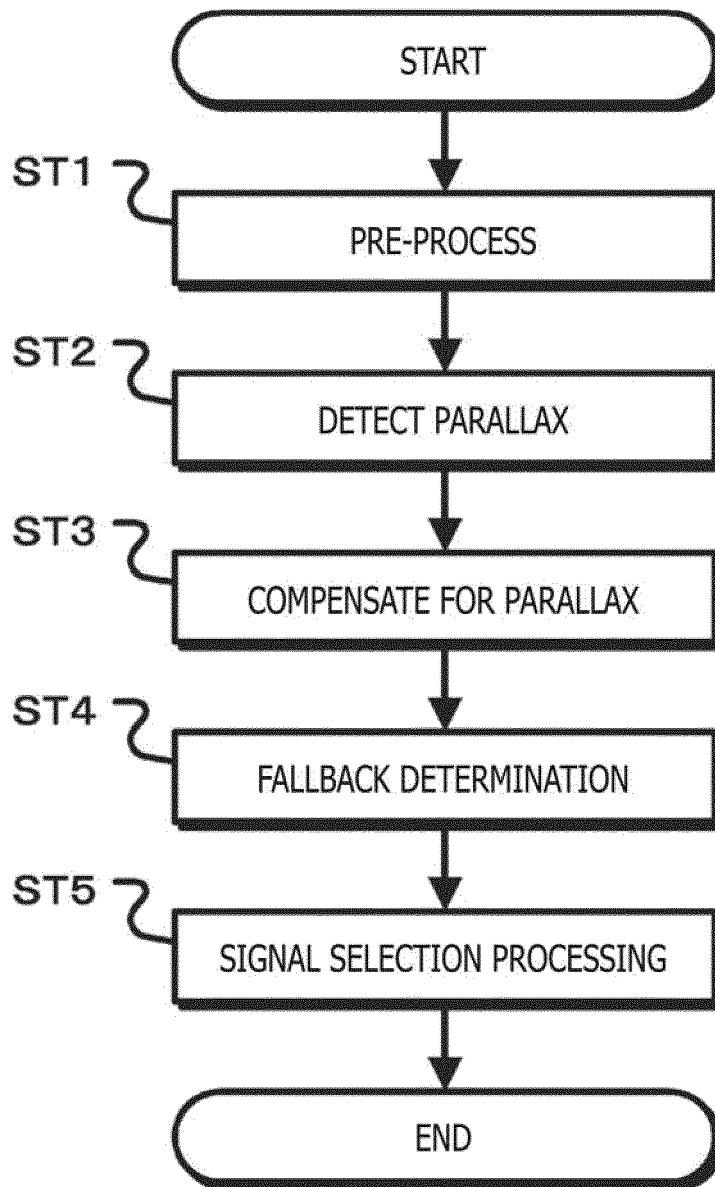 START
ST1
PRE-PROCESS
ST2
DETECT PARALLAX
ST3
COMPENSATE FOR PARALLAX
ST4
FALLBACK DETERMINATION
ST5
SIGNAL SELECTION PROCESSING
END